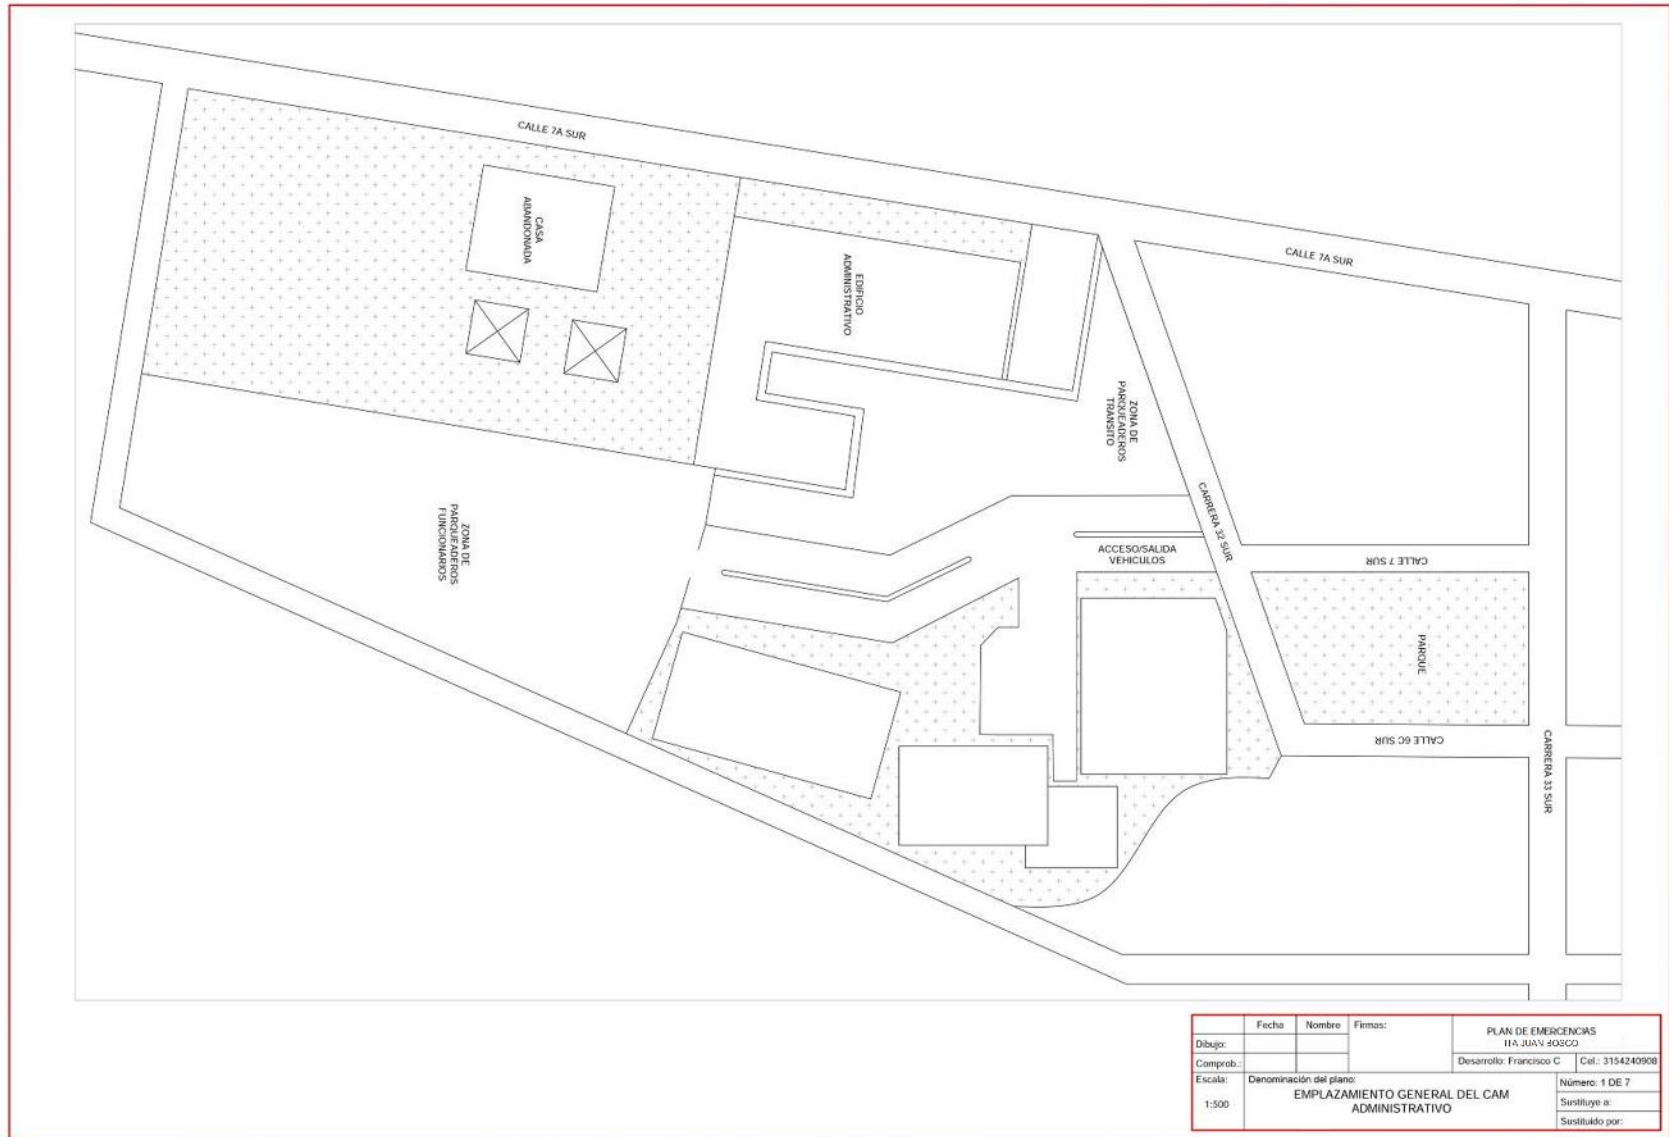 CALLE 7A SUR
CALLE 7A SUR
CASA
ABANDONADA
EDIFICIO
ADMINISTRATIVO
ZONA DE
PARQUEADEROS
TRANSITO
ZONA DE
PARQUEADEROS
FUNCIONARIOS
CARRERA 32 SUR
ACCESO/SALIDA
VEHICULOS
CALLE 7 SUR
PARQUE
CALLE 6C SUR
CARRERA 33 SUR
Fecha Nombre Firmas:
PLAN DE EMERCENCIAS
JUAN BOSCO
Dibujo:
Comprob.:
Desarrollo: Francisco C Cel.: 3154240908
Escala:
1:500
Denominación del plano:
EMPLAZAMIENTO GENERAL DEL CAM
ADMINISTRATIVO
Número: 1 DE 7
Sustituye a:
Sustituido por: